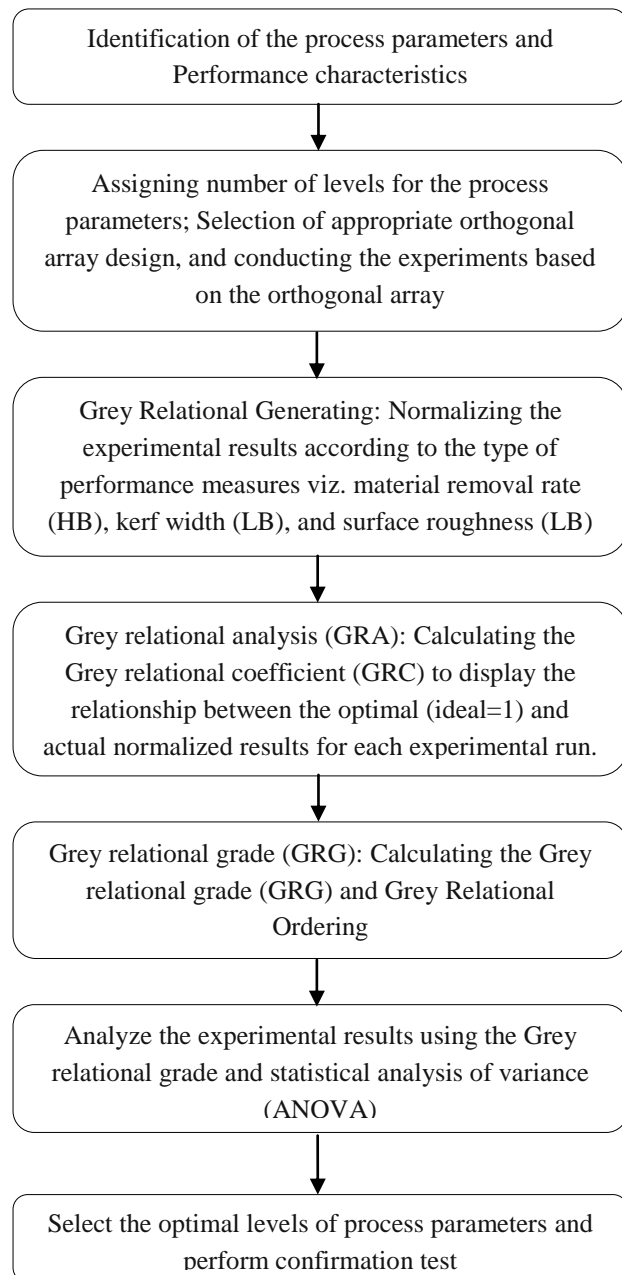 Identification of the process parameters and
Performance characteristics
Assigning number of levels for the process
parameters; Selection of appropriate orthogonal
array design, and conducting the experiments based
on the orthogonal array
Grey Relational Generating: Normalizing the
experimental results according to the type of
performance measures viz. material removal rate
(HB), kerf width (LB), and surface roughness (LB)
Grey relational analysis (GRA): Calculating the
Grey relational coefficient (GRC) to display the
relationship between the optimal (ideal=1) and
actual normalized results for each experimental run.
Grey relational grade (GRG): Calculating the Grey
relational grade (GRG) and Grey Relational
Ordering
Analyze the experimental results using the Grey
relational grade and statistical analysis of variance
(ANOVA)
Select the optimal levels of process parameters and
perform confirmation test